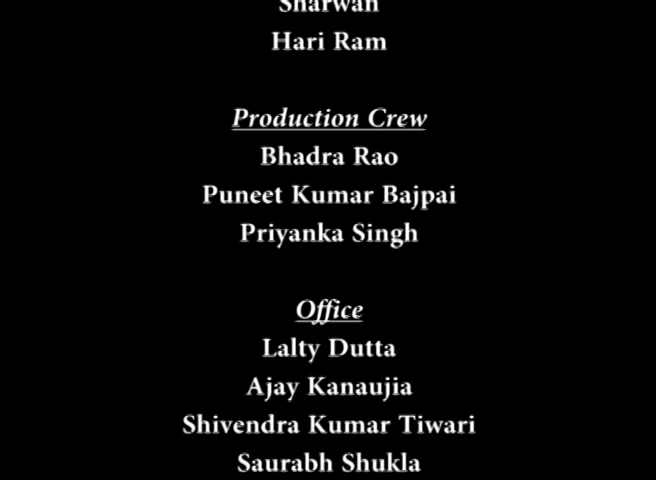 Sharwan
Hari Ram
Production Crew
Bhadra Rao
Puneet Kumar Bajpai
Priyanka Singh
Office
Lalty Dutta
Ajay Kanaujia
Shivendra Kumar Tiwari
Saurabh Shukla